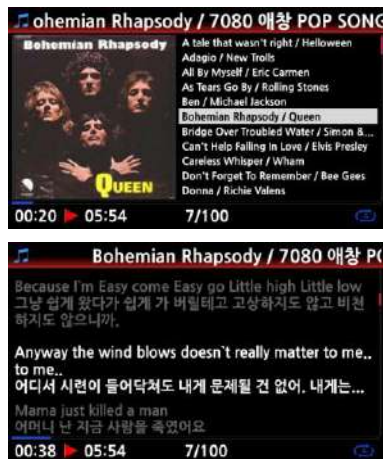 ohemian Rhapsody / 7080 애창 POP SONG
Bohemian Rhapsody
QUEEN
A tale that wasn't right / Helloween
Adagio / New Trolls
All By Myself / Eric Carmen
As Tears Go By / Rolling Stones
Ben / Michael Jackson
Bohemian Rhapsody / Queen
Bridge Over Troubled Water / Simon &...
Can't Help Falling In Love / Elvis Presley
Careless Whisper / Wham
Don't Forget To Remember / Bee Gees
Donna / Richie Valens
00:20 05:54 7/100
Bohemian Rhapsody / 7080 애창 PO
Because I'm Easy come Easy go Little high Little low
그냥 쉽게 왔다가 쉽게 가 버릴테고 고상하지도 않고 비천
하지도 않으니까.
Anyway the wind blows doesn`t really matter to me..
to me..
어디서 시련이 들어닥쳐도 내게 문제될 건 없어. 내게는...
Mama just killed a man
어머니 난 지금 사람을 죽였어요
00:38 05:54 7/100